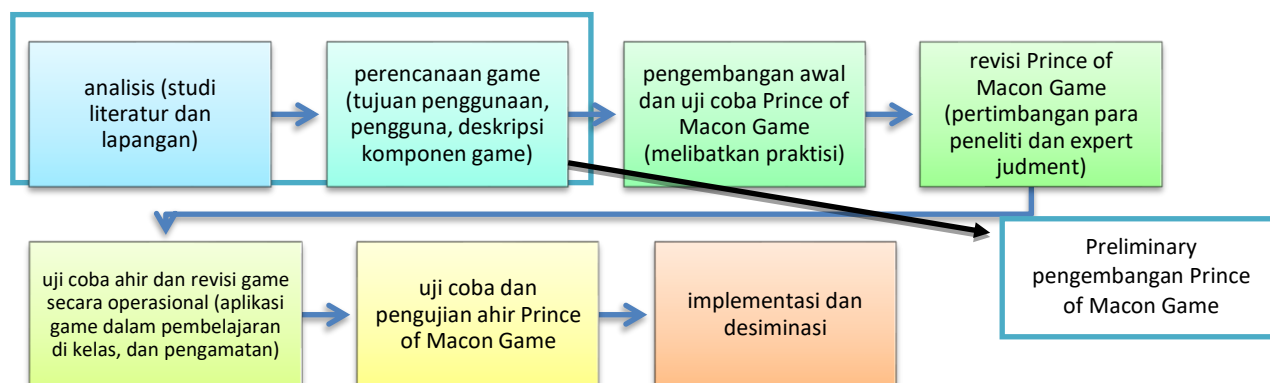 analisis (studi
literatur dan
lapangan)
perencanaan game
(tujuan penggunaan,
pengguna, deskripsi
komponen game)
pengembangan awal
dan uji coba Prince of
Macon Game
(melibatkan praktisi)
revisi Prince of
Macon Game
(pertimbangan para
peneliti dan expert
judment)
uji coba ahir dan revisi game
secara operasional (aplikasi
game dalam pembelajaran
di kelas, dan pengamatan)
uji coba dan
pengujian ahir Prince
of Macon Game
implementasi dan
desiminasi
Preliminary
pengembangan Prince
of Macon Game